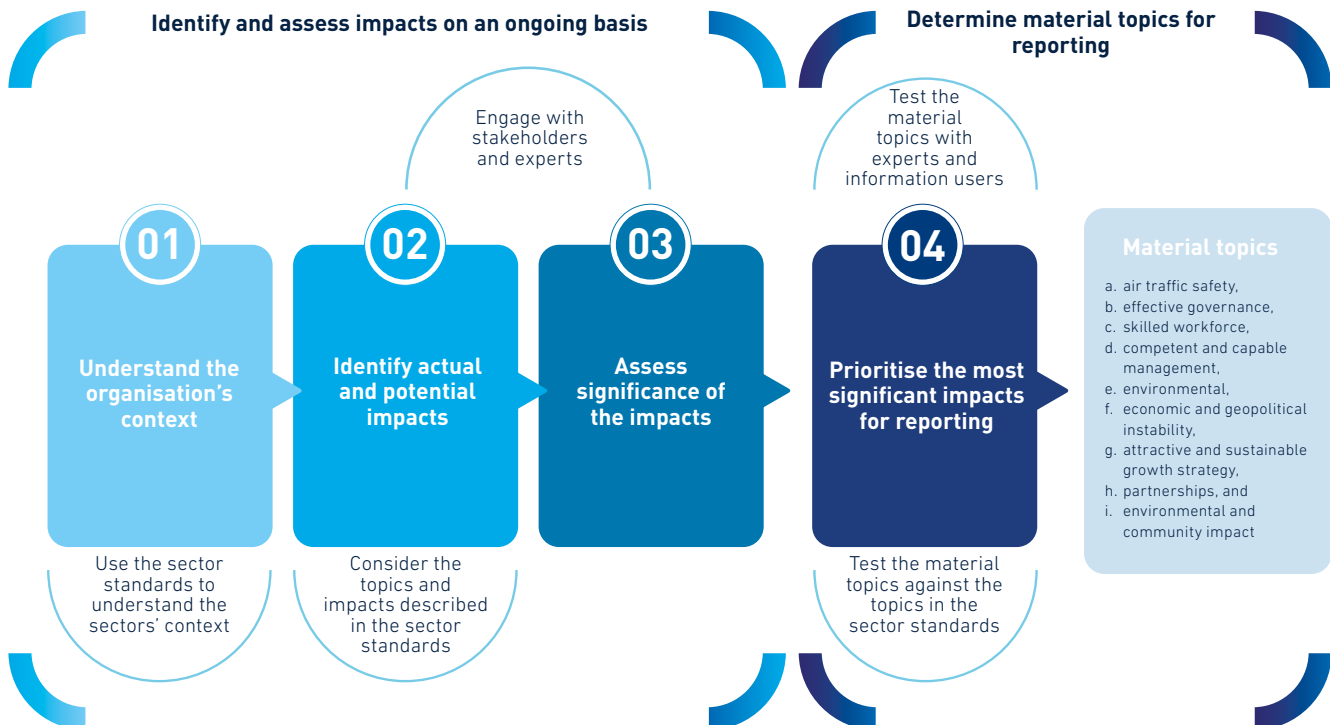 Identify and assess impacts on an ongoing basis
Determine material topics for
reporting
Engage with
stakeholders
and experts
Test the
material
topics with
experts and
information users
01
Understand the
organisation's
context
Use the sector
standards to
understand the
sectors' context
02
Identify actual
and potential
impacts
Consider the
topics and
impacts described
in the sector
standards
03
Assess
significance of
the impacts
04
Prioritise the most
significant impacts
for reporting
Test the material
topics against the
topics in the
sector standards
Material topics
a. air traffic safety,
b. effective governance,
c. skilled workforce,
d. competent and capable
management,
e. environmental,
f. economic and geopolitical
instability,
g. attractive and sustainable
growth strategy,
h. partnerships, and
i. environmental and
community impact